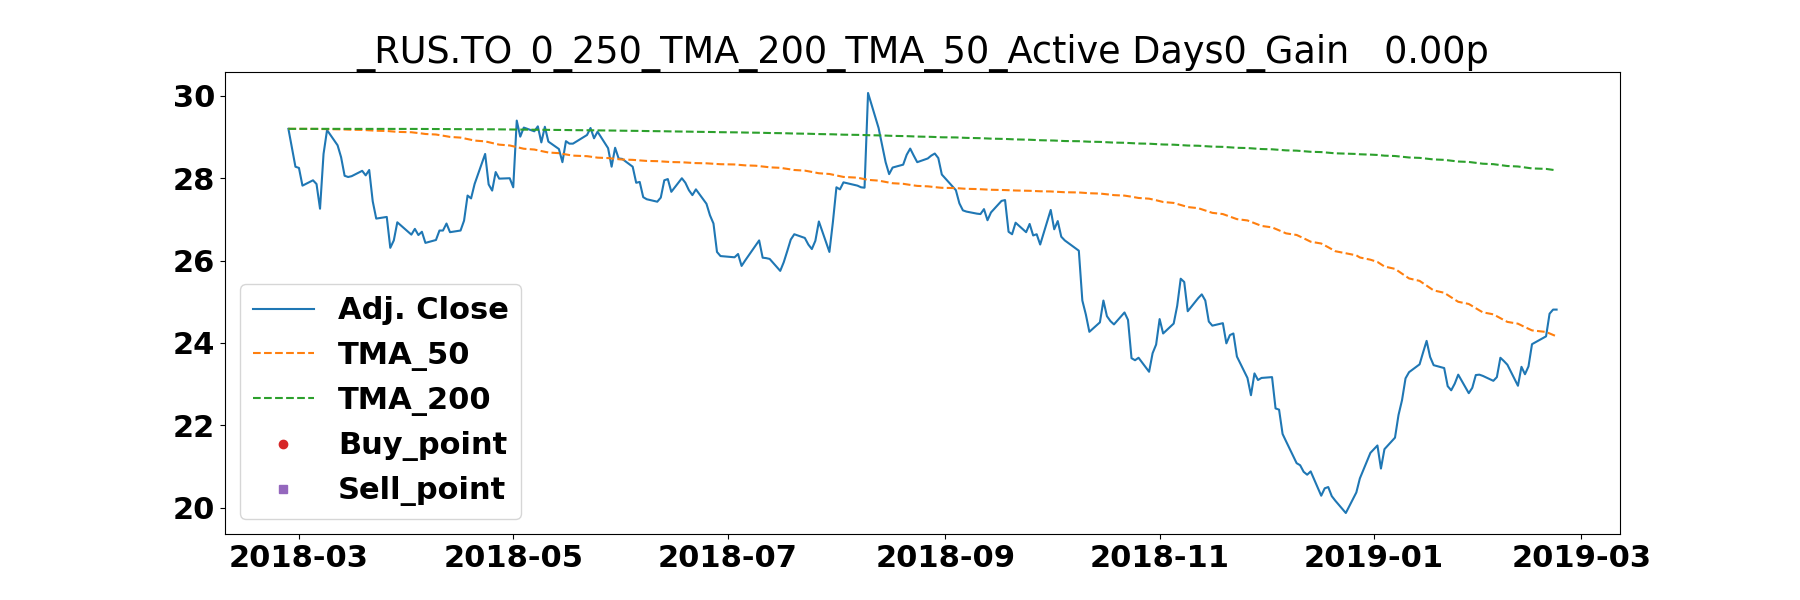 _RUS.TO_0_250_TMA_200_TMA_50_Active Days0_Gain   0.00p
30
28
26
24
22
20
Adj. Close
TMA_50
TMA_200
Buy_point
Sell_point
2018-03 2018-05 2018-07 2018-09 2018-11 2019-01 2019-03